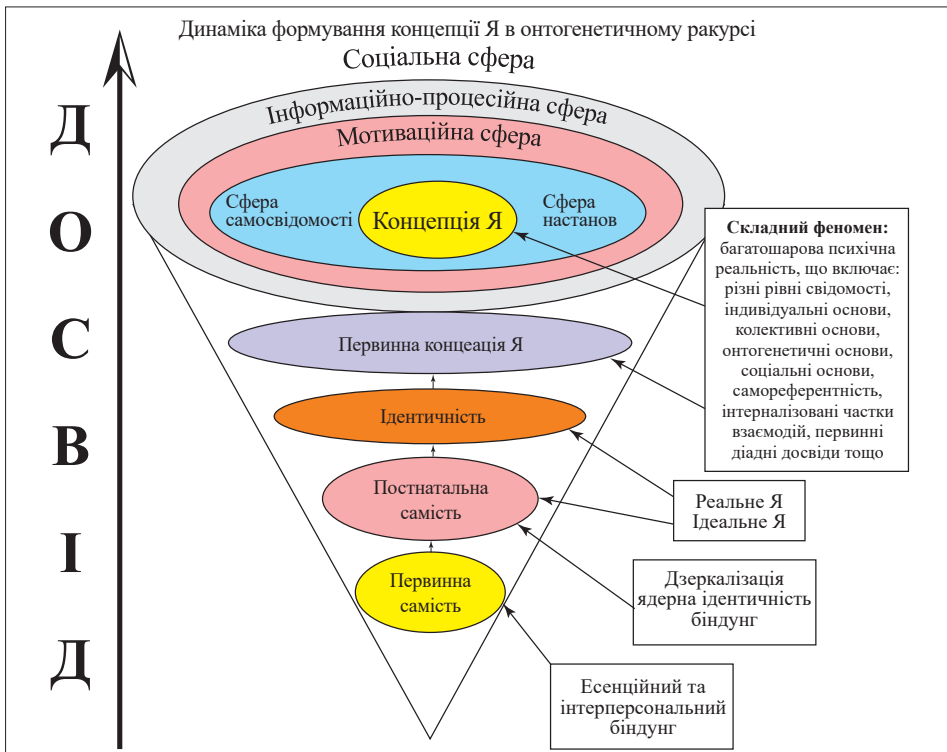 Динаміка формування концепції Я в онтогенетичному ракурсі
Соціальна сфера
Інформаційно-процесійна сфера
Мотиваційна сфера
Сфера
самосвідомості
Концепція Я
Сфера
настанов
Первинна концеація Я
Ідентичність
Постнатальна
самість
Первинна
самість
Складний феномен:
багатошарова психічна
реальність, що включає:
різні рівні свідомості,
індивідуальні основи,
колективні основи,
онтогенетичні основи,
соціальні основи,
самореферентність,
інтерналізовані частки
взаємодій, первинні
діадні досвіди тощо
Реальне Я
Ідеальне Я
Дзеркалізація
ядерна ідентичність
біндунг
Есенційний та
інтерперсональний
біндунг
Д
О
С
В
І
Д